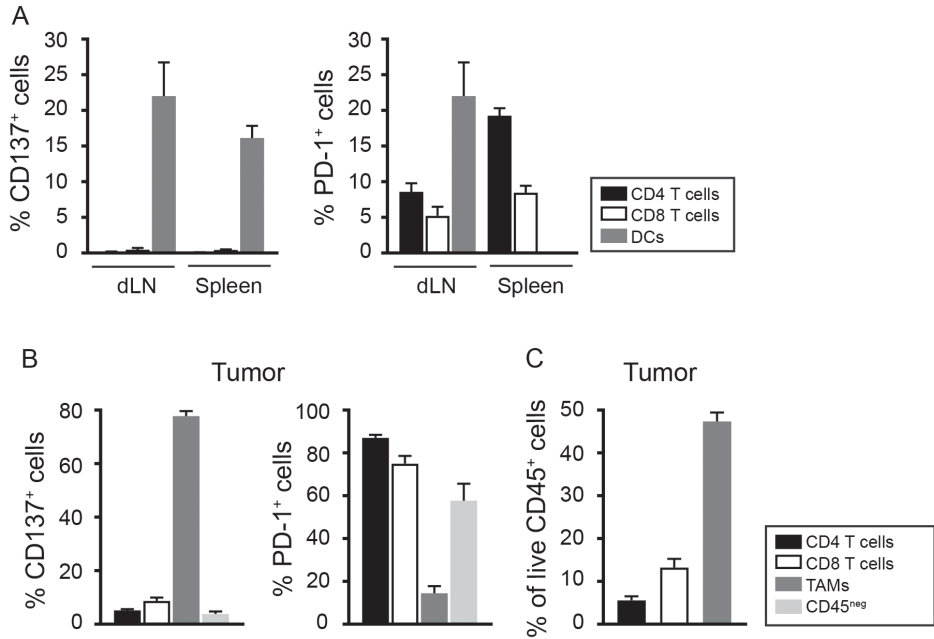 A
% CD137⁺ cells
30
25
20
15
10
5
0
dLN
Spleen
% PD-1⁺ cells
30
25
20
15
10
5
0
dLN
Spleen
CD4 T cells
CD8 T cells
DCs
B
Tumor
% CD137⁺ cells
80
60
40
20
0
% PD-1⁺ cells
100
80
60
40
20
0
C
Tumor
% of live CD45⁺ cells
50
40
30
20
10
0
CD4 T cells
CD8 T cells
TAMs
CD45ⁿᵉᵍ